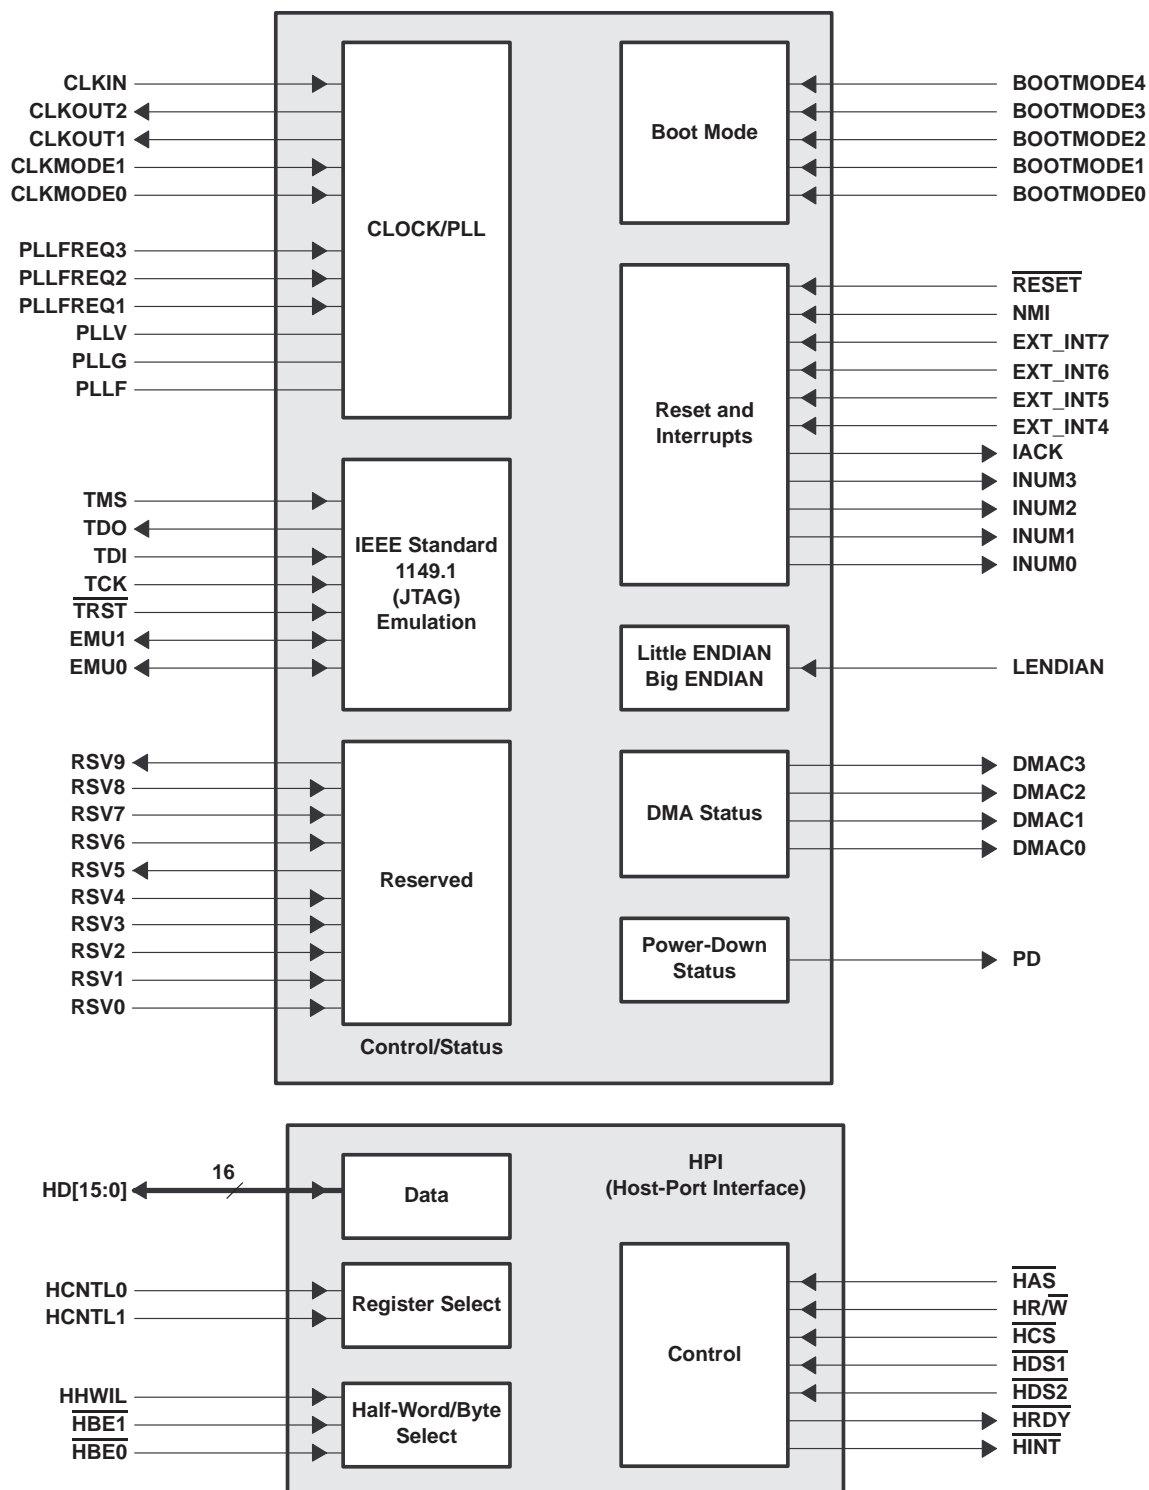 CLKIN
CLKOUT2
CLKOUT1
CLKMODE1
CLKMODE0
PLLFREQ3
PLLFREQ2
PLLFREQ1
PLLV
PLLG
PLLF
CLOCK/PLL
Boot Mode
BOOTMODE4
BOOTMODE3
BOOTMODE2
BOOTMODE1
BOOTMODE0
Reset and
Interrupts
RESET
NMI
EXT_INT7
EXT_INT6
EXT_INT5
EXT_INT4
IACK
INUM3
INUM2
INUM1
INUM0
TMS
TDO
TDI
TCK
TRST
EMU1
EMU0
IEEE Standard
1149.1
(JTAG)
Emulation
Little ENDIAN
Big ENDIAN
LENDIAN
RSV9
RSV8
RSV7
RSV6
RSV5
RSV4
RSV3
RSV2
RSV1
RSV0
Reserved
DMA Status
DMAC3
DMAC2
DMAC1
DMAC0
Power-Down
Status
PD
Control/Status
HD[15:0]
16
Data
HPI
(Host-Port Interface)
HCNTL0
HCNTL1
Register Select
HHWIL
HBE1
HBE0
Half-Word/Byte
Select
Control
HAS
HR/W
HCS
HDS1
HDS2
HRDY
HINT